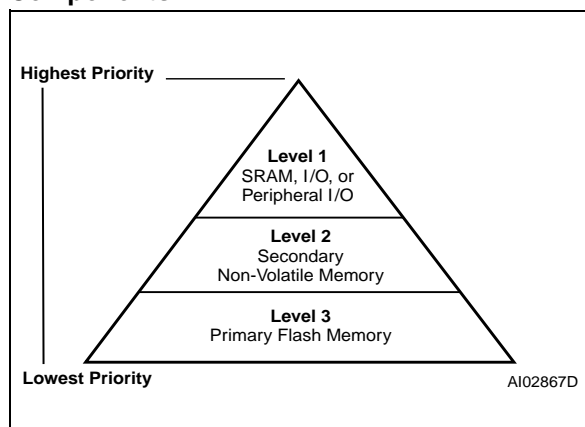 Highest Priority
Level 1
SRAM, I/O, or
Peripheral I/O
Level 2
Secondary
Non-Volatile Memory
Level 3
Primary Flash Memory
Lowest Priority
AI02867D